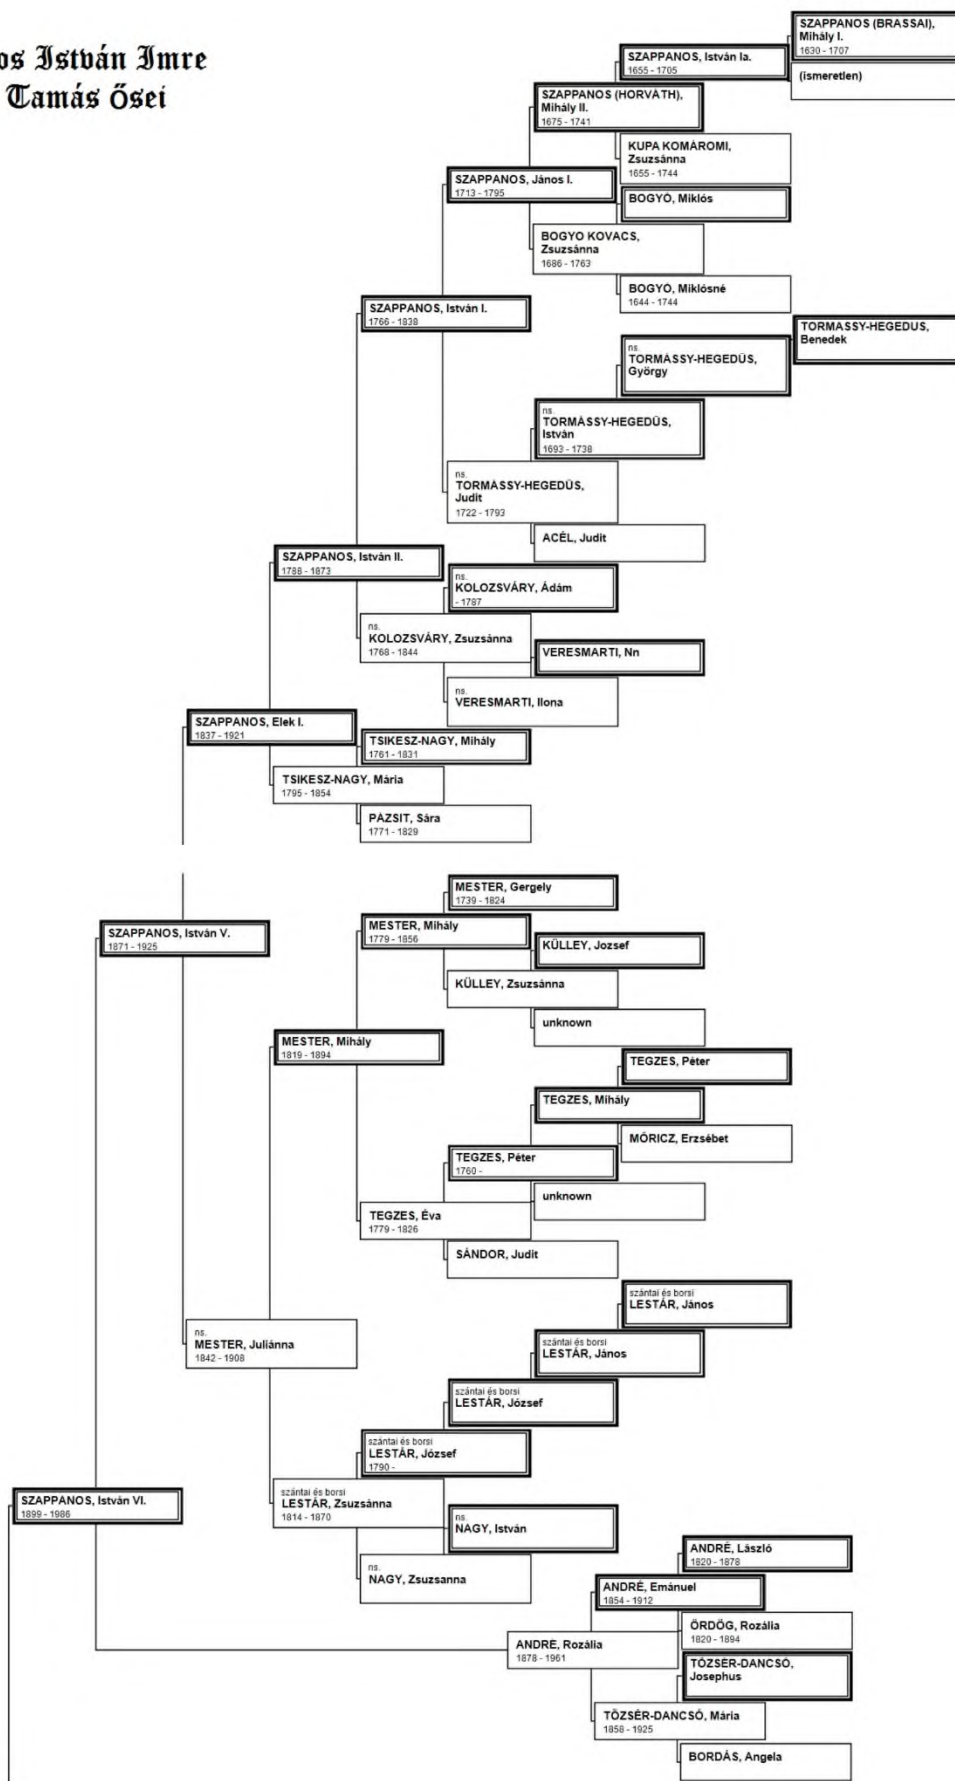 os István Imre
Tamás Ősei
SZAPPANOS (BRASSAI),
Mihály I.
1630 - 1707
SZAPPANOS, István Ia.
1655 - 1705
(ismeretlen)
SZAPPANOS (HORVÁTH),
Mihály II.
1675 - 1741
KUPA KOMÁROMI,
Zsuzsánna
1655 - 1744
SZAPPANOS, János I.
1713 - 1795
BOGYÓ, Miklós
BOGYO KOVACS,
Zsuzsánna
1686 - 1763
BOGYÓ, Miklósné
1644 - 1744
SZAPPANOS, István I.
1766 - 1838
TORMASSY-HEGEDUS,
Benedek
ns.
TORMÁSSY-HEGEDÜS,
György
ns.
TORMÁSSY-HEGEDÜS,
István
1693 - 1738
ns.
TORMÁSSY-HEGEDÜS,
Judit
1722 - 1793
ACÉL, Judit
SZAPPANOS, István II.
1788 - 1873
ns.
KOLOZSVÁRY, Ádám
- 1787
ns.
KOLOZSVÁRY, Zsuzsánna
1768 - 1844
VERESMARTI, Nn
ns.
VERESMARTI, Ilona
SZAPPANOS, Elek I.
1837 - 1921
TSIKESZ-NAGY, Mihály
1761 - 1831
TSIKESZ-NAGY, Mária
1795 - 1854
PÁZSIT, Sára
1771 - 1829
MESTER, Gergely
1739 - 1824
MESTER, Mihály
1779 - 1856
SZAPPANOS, István V.
1871 - 1925
KÜLLEY, József
KÜLLEY, Zsuzsánna
unknown
MESTER, Mihály
1819 - 1894
TEGZES, Péter
TEGZES, Mihály
MÓRICZ, Erzsébet
TEGZES, Péter
1760 -
unknown
TEGZES, Éva
1779 - 1826
SÁNDOR, Judit
szántai és borsi
LESTÁR, János
ns.
MESTER, Juliánna
1842 - 1908
szántai és borsi
LESTÁR, János
szántai és borsi
LESTÁR, József
szántai és borsi
LESTÁR, József
1790 -
szántai és borsi
LESTÁR, Zsuzsánna
1814 - 1870
SZAPPANOS, István VI.
1899 - 1986
ns.
NAGY, István
ns.
NAGY, Zsuzsanna
ANDRÉ, László
1820 - 1878
ANDRÉ, Emánuel
1854 - 1912
ÖRDÖG, Rozália
1820 - 1894
ANDRÉ, Rozália
1878 - 1961
TÖZSÉR-DANCSÓ,
Josephus
TÖZSÉR-DANCSÓ, Mária
1858 - 1925
BORDÁS, Angela